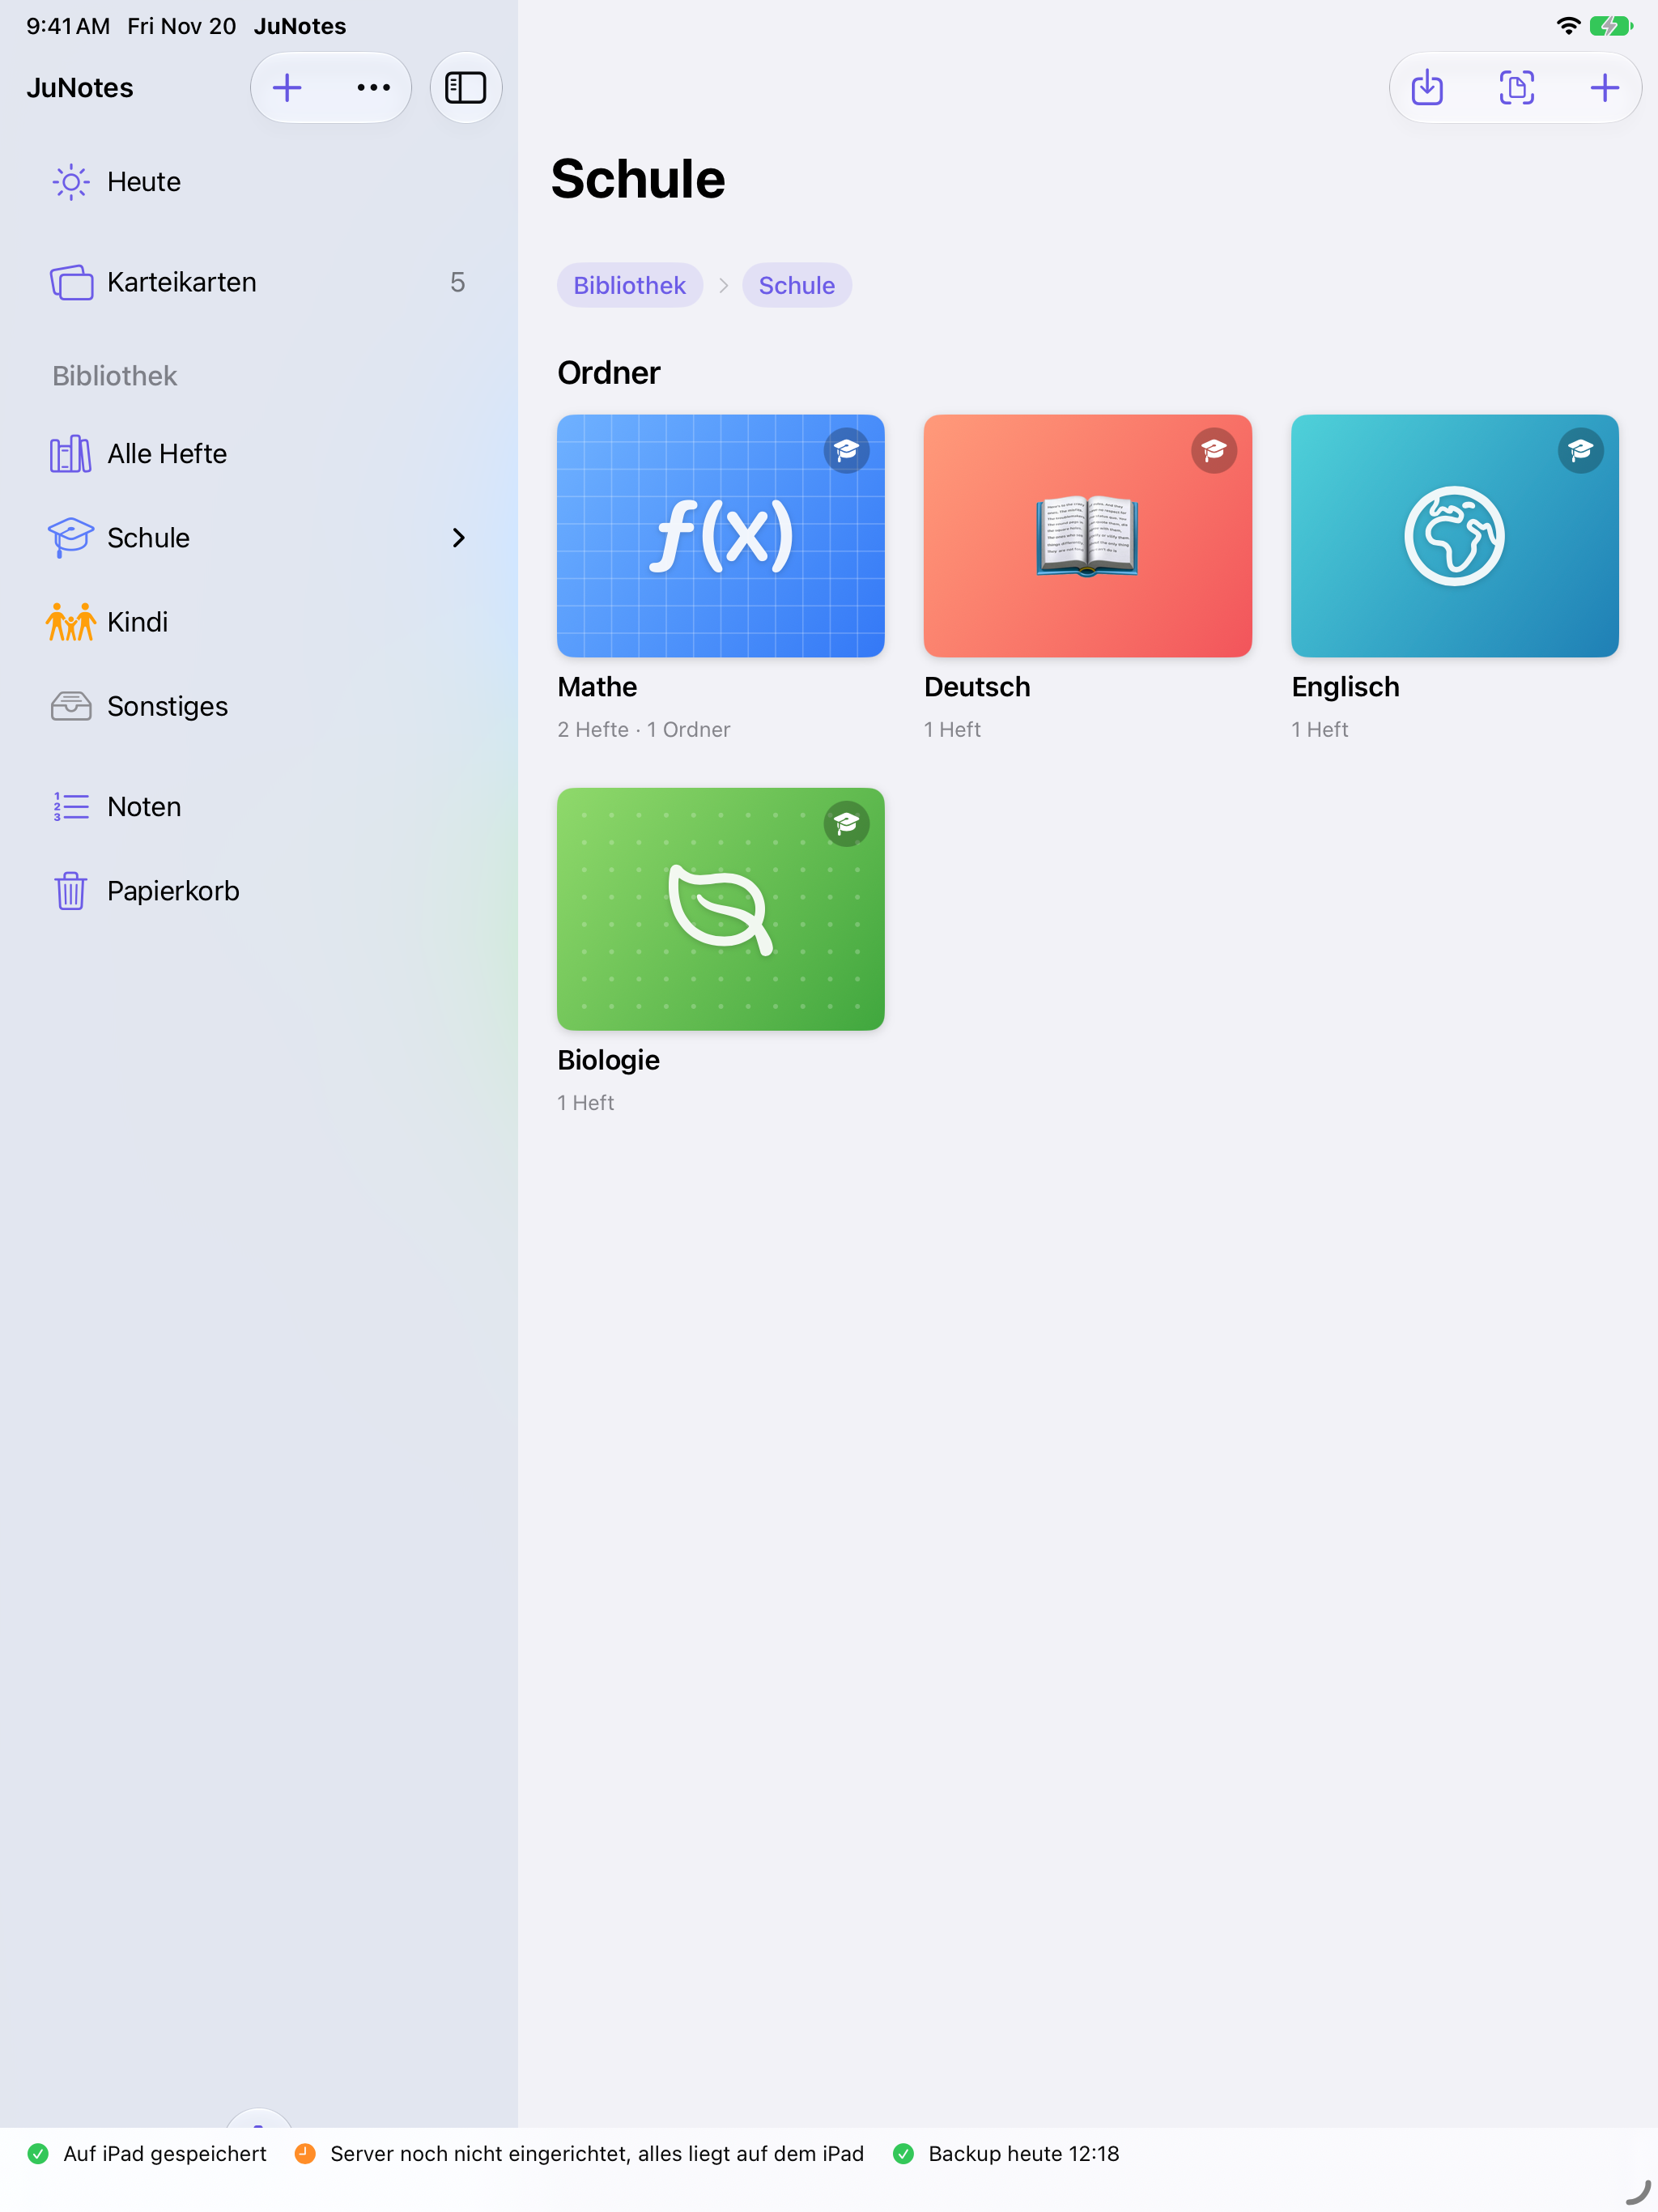 9:41 AM Fri Nov 20 JuNotes
JuNotes
Heute
Karteikarten 5
Bibliothek
Alle Hefte
Schule
Kindi
Sonstiges
Noten
Papierkorb
Schule
Bibliothek Schule
Ordner
f(x)
Mathe
2 Hefte · 1 Ordner
Deutsch
1 Heft
Englisch
1 Heft
Biologie
1 Heft
Auf iPad gespeichert
Server noch nicht eingerichtet, alles liegt auf dem iPad
Backup heute 12:18